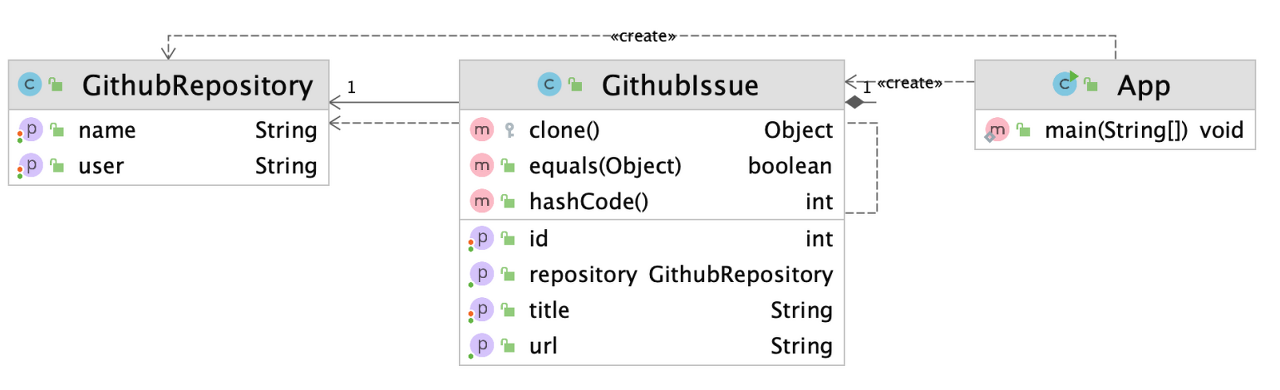 «create»
C GithubRepository
p name String
p user String
1
C GithubIssue
m clone() Object
m equals(Object) boolean
m hashCode() int
p id int
p repository GithubRepository
p title String
p url String
1 «create»
C App
m main(String[]) void